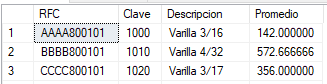 RFC Clave Descripcion Promedio
1 AAAA800101 1000 Varilla 3/16 142.000000
2 BBBB800101 1010 Varilla 4/32 572.666666
3 CCCC800101 1020 Varilla 3/17 356.000000